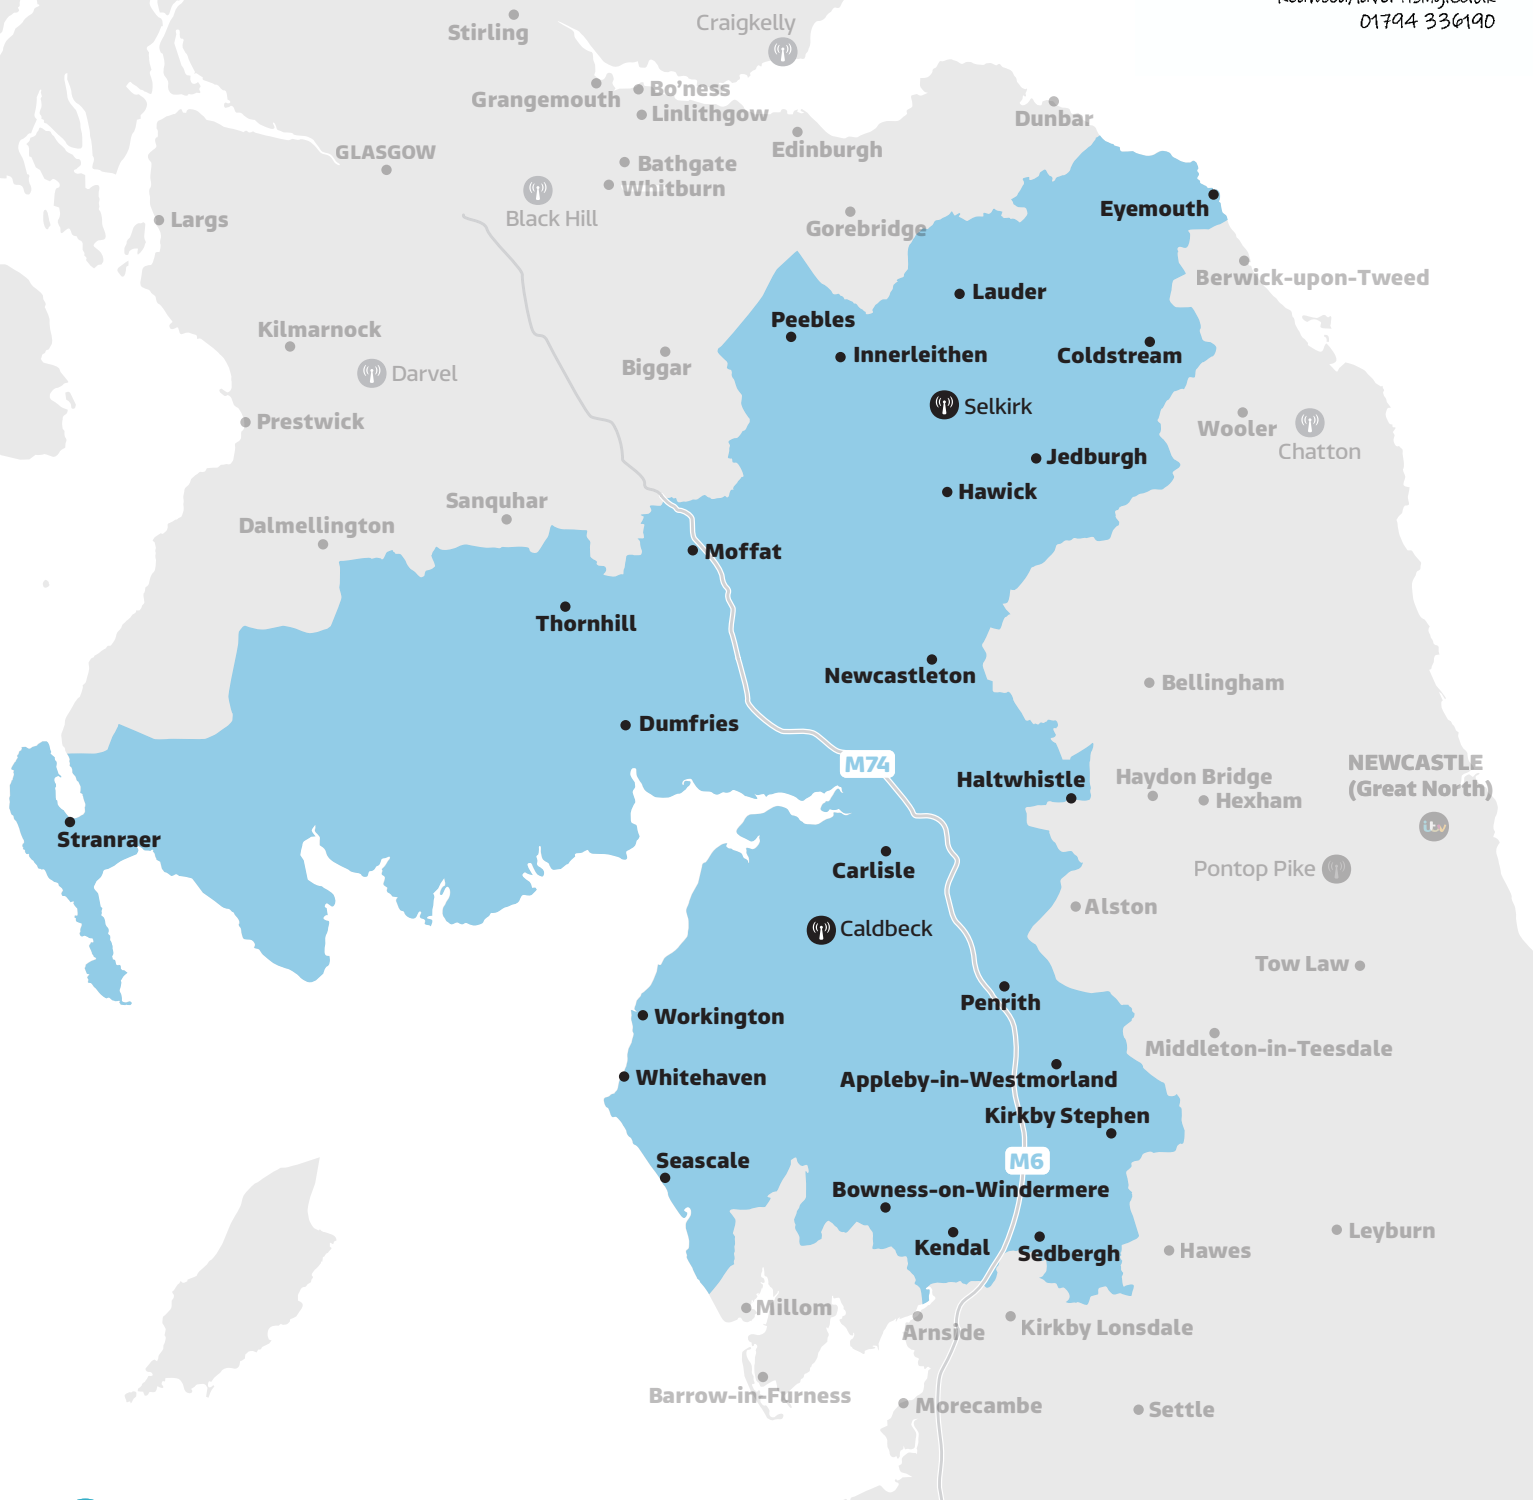 01794 336190
Stirling
Craigkelly
Bo'ness
Grangemouth
Linlithgow
Dunbar
GLASGOW
Edinburgh
Bathgate
Whitburn
Black Hill
Largs
Eyemouth
Gorebridge
Berwick-upon-Tweed
Lauder
Peebles
Kilmarnock
Innerleithen
Coldstream
Biggar
Darvel
Selkirk
Prestwick
Wooler
Chatton
Jedburgh
Hawick
Sanquhar
Dalmellington
Moffat
Thornhill
Newcastleton
Bellingham
Dumfries
M74
NEWCASTLE
(Great North)
Haltwhistle
Haydon Bridge
Hexham
itv
Stranraer
Carlisle
Pontop Pike
Alston
Caldbeck
Tow Law
Penrith
Workington
Middleton-in-Teesdale
Whitehaven
Appleby-in-Westmorland
Kirkby Stephen
Seascale
M6
Bowness-on-Windermere
Leyburn
Kendal
Sedbergh
Hawes
Millom
Arnside
Kirkby Lonsdale
Barrow-in-Furness
Morecambe
Settle